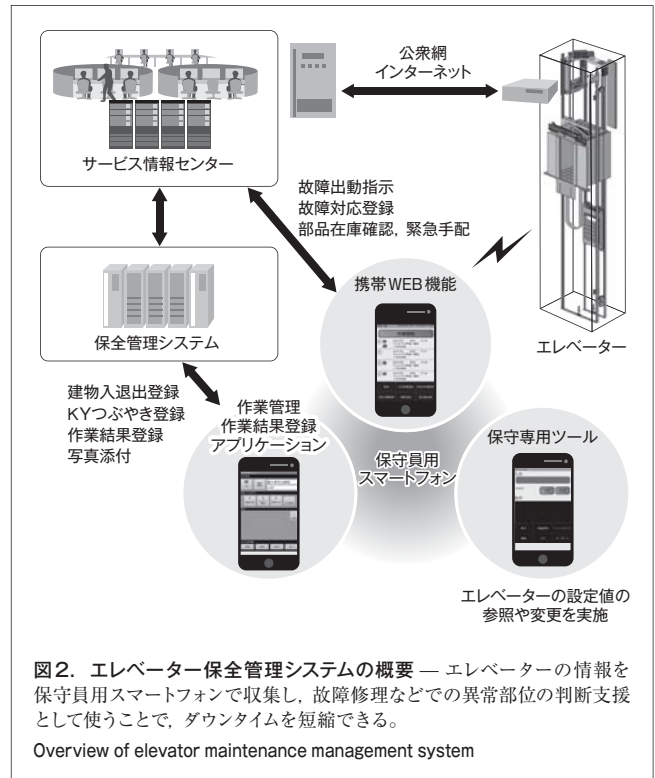 公衆網
インターネット
サービス情報センター
故障出動指示
故障対応登録
部品在庫確認,緊急手配
携帯WEB機能
エレベーター
保全管理システム
建物入退出登録
KYつぶやき登録
作業結果登録
写真添付
作業管理
作業結果登録
アプリケーション
保守員用
スマートフォン
保守専用ツール
エレベーターの設定値の
参照や変更を実施
図2. エレベーター保全管理システムの概要 — エレベーターの情報を
保守員用スマートフォンで収集し,故障修理などでの異常部位の判断支援
として使うことで,ダウンタイムを短縮できる。
Overview of elevator maintenance management system